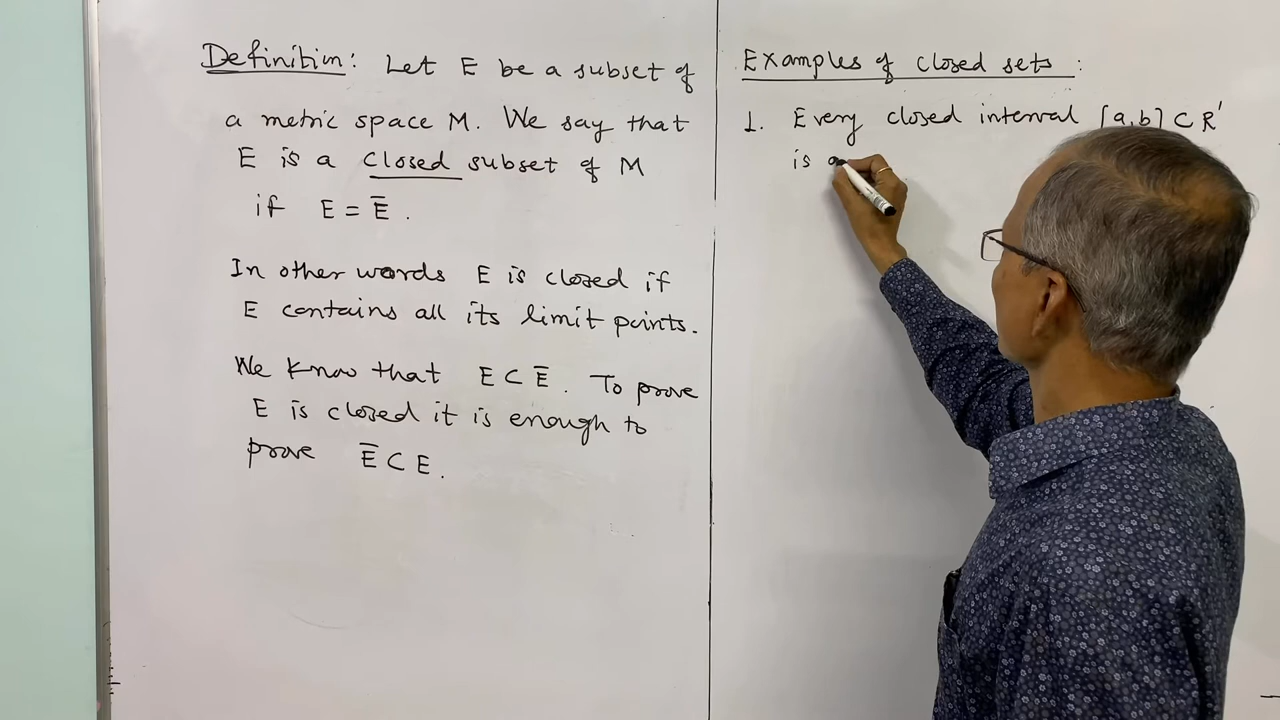 Definition: Let E be a subset of
a metric space M. We say that
E is a closed subset of M
if E = E̅ .
In other words E is closed if
E contains all its limit points.
We know that E ⊂ E̅ . To prove
E is closed it is enough to
prove E̅ ⊂ E .
Examples of closed sets :
1. Every closed interval [a,b] ⊂ R'
is a